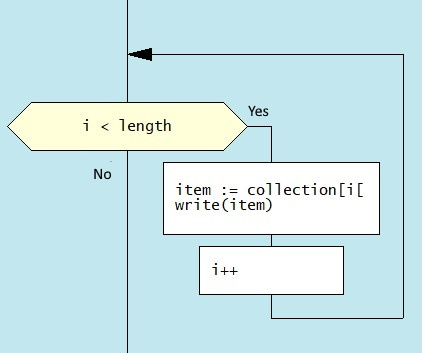 Yes
i < length
No
item := collection[i[
write(item)
i++